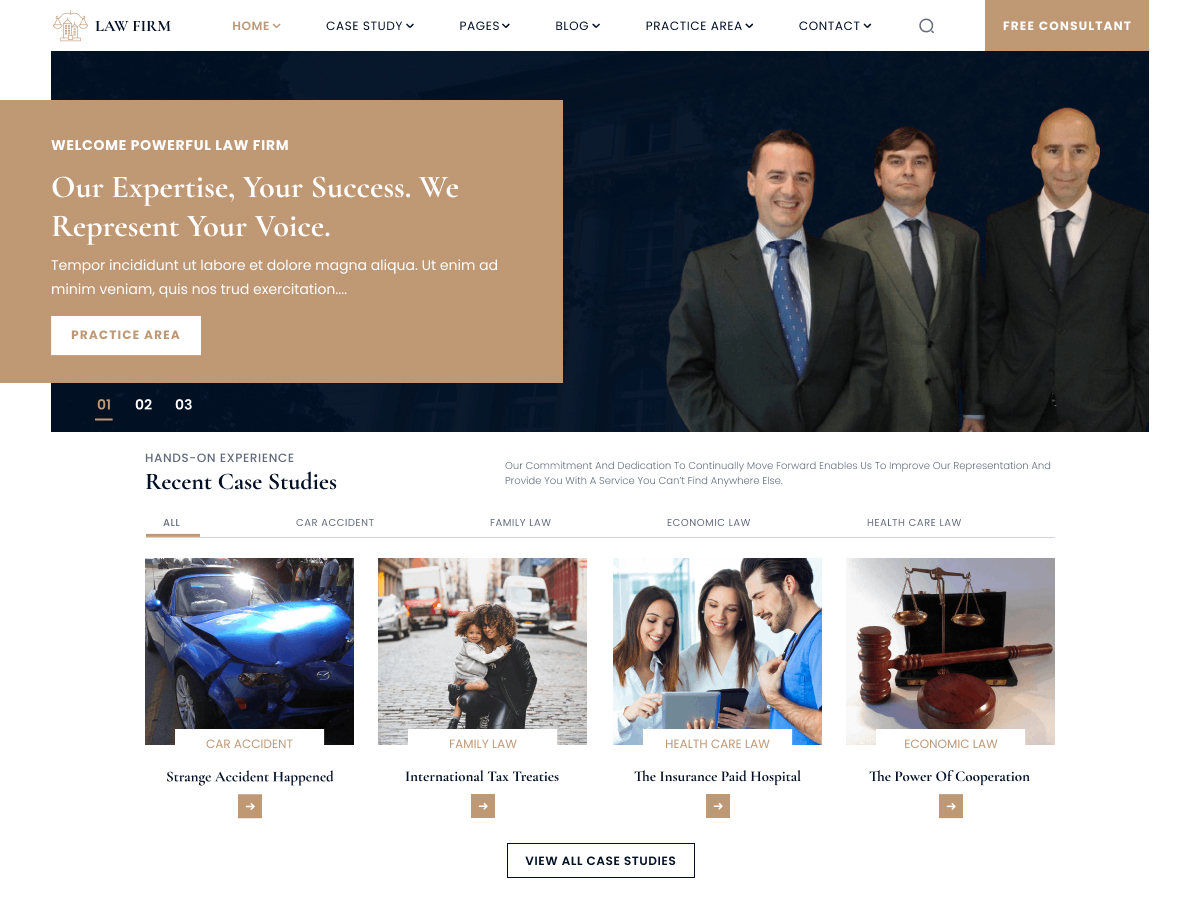 LAW FIRM
HOME
CASE STUDY
PAGES
BLOG
PRACTICE AREA
CONTACT
FREE CONSULTANT
WELCOME POWERFUL LAW FIRM
Our Expertise, Your Success. We
Represent Your Voice.
Tempor incididunt ut labore et dolore magna aliqua. Ut enim ad
minim veniam, quis nos trud exercitation....
PRACTICE AREA
01 02 03
HANDS-ON EXPERIENCE
Recent Case Studies
Our Commitment And Dedication To Continually Move Forward Enables Us To Improve Our Representation And
Provide You With A Service You Can't Find Anywhere Else.
ALL
CAR ACCIDENT
FAMILY LAW
ECONOMIC LAW
HEALTH CARE LAW
CAR ACCIDENT
Strange Accident Happened
FAMILY LAW
International Tax Treaties
HEALTH CARE LAW
The Insurance Paid Hospital
ECONOMIC LAW
The Power Of Cooperation
VIEW ALL CASE STUDIES